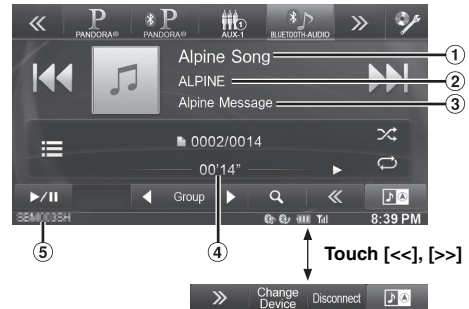 PANDORA®
PANDORA®
AUX-1
BLUETOOTH-AUDIO
Alpine Song
①
ALPINE
②
Alpine Message
③
0002/0014
00'14"
Group
SBM003SH
8:39 PM
⑤
④
Touch [<<], [>>]
Change
Device
Disconnect